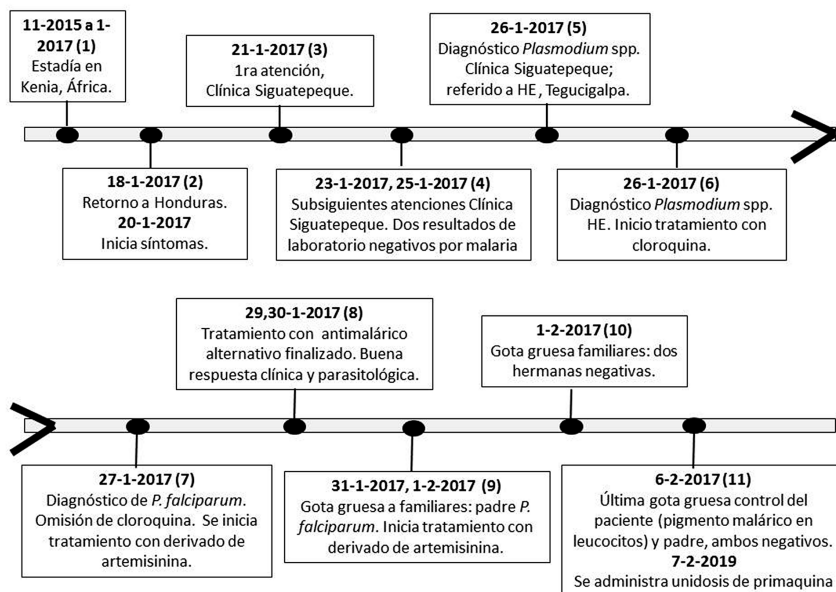 11-2015 a 1-
2017 (1)
Estadía en
Kenia, África.
18-1-2017 (2)
Retorno a Honduras.
20-1-2017
Inicia síntomas.
21-1-2017 (3)
1ra atención,
Clínica Siguatepeque.
23-1-2017, 25-1-2017 (4)
Subsiguientes atenciones Clínica
Siguatepeque. Dos resultados de
laboratorio negativos por malaria
26-1-2017 (5)
Diagnóstico Plasmodium spp.
Clínica Siguatepeque;
referido a HE, Tegucigalpa.
26-1-2017 (6)
Diagnóstico Plasmodium spp.
HE. Inicio tratamiento con
cloroquina.
27-1-2017 (7)
Diagnóstico de P. falciparum.
Omisión de cloroquina. Se inicia
tratamiento con derivado de
artemisinina.
29,30-1-2017 (8)
Tratamiento con antimalárico
alternativo finalizado. Buena
respuesta clínica y parasitológica.
31-1-2017, 1-2-2017 (9)
Gota gruesa a familiares: padre P.
falciparum. Inicia tratamiento con
derivado de artemisinina.
1-2-2017 (10)
Gota gruesa familiares: dos
hermanas negativas.
6-2-2017 (11)
Última gota gruesa control del
paciente (pigmento malárico en
leucocitos) y padre, ambos negativos.
7-2-2019
Se administra unidosis de primaquina